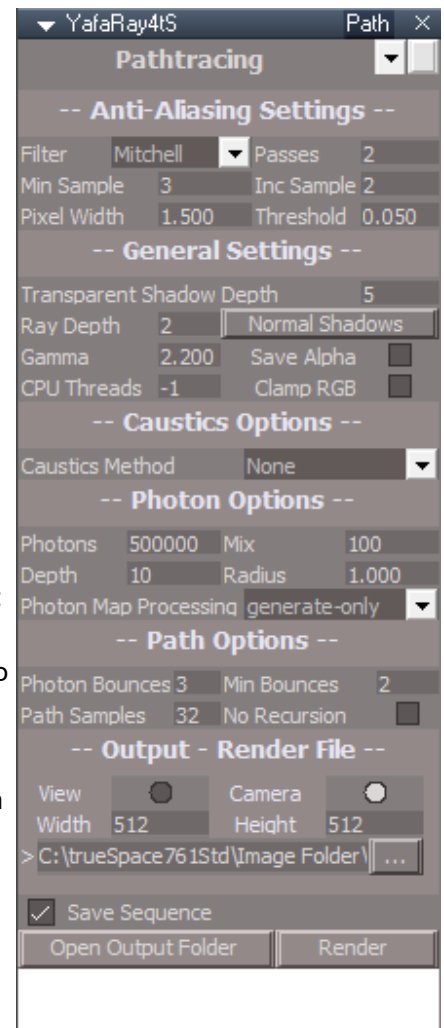 YafaRay4tS Path
Pathtracing
-- Anti-Aliasing Settings --
Filter Mitchell Passes 2
Min Sample 3 Inc Sample 2
Pixel Width 1.500 Threshold 0.050
-- General Settings --
Transparent Shadow Depth 5
Ray Depth 2 Normal Shadows
Gamma 2.200 Save Alpha
CPU Threads -1 Clamp RGB
-- Caustics Options --
Caustics Method None
-- Photon Options --
Photons 500000 Mix 100
Depth 10 Radius 1.000
Photon Map Processing generate-only
-- Path Options --
Photon Bounces 3 Min Bounces 2
Path Samples 32 No Recursion
-- Output - Render File --
View Camera
Width 512 Height 512
> C:\trueSpace761Std\Image Folder\ ...
Save Sequence
Open Output Folder Render